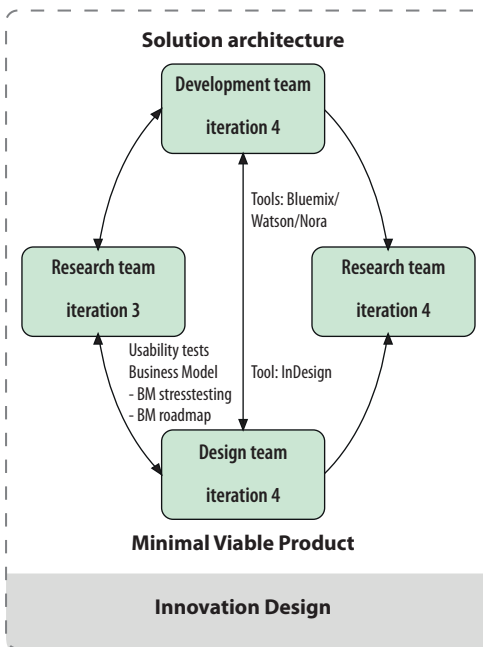 Solution architecture
Development team
iteration 4
Tools: Bluemix/
Watson/Nora
Research team
iteration 3
Research team
iteration 4
Usability tests
Business Model
- BM stresstesting
- BM roadmap
Tool: InDesign
Design team
iteration 4
Minimal Viable Product
Innovation Design